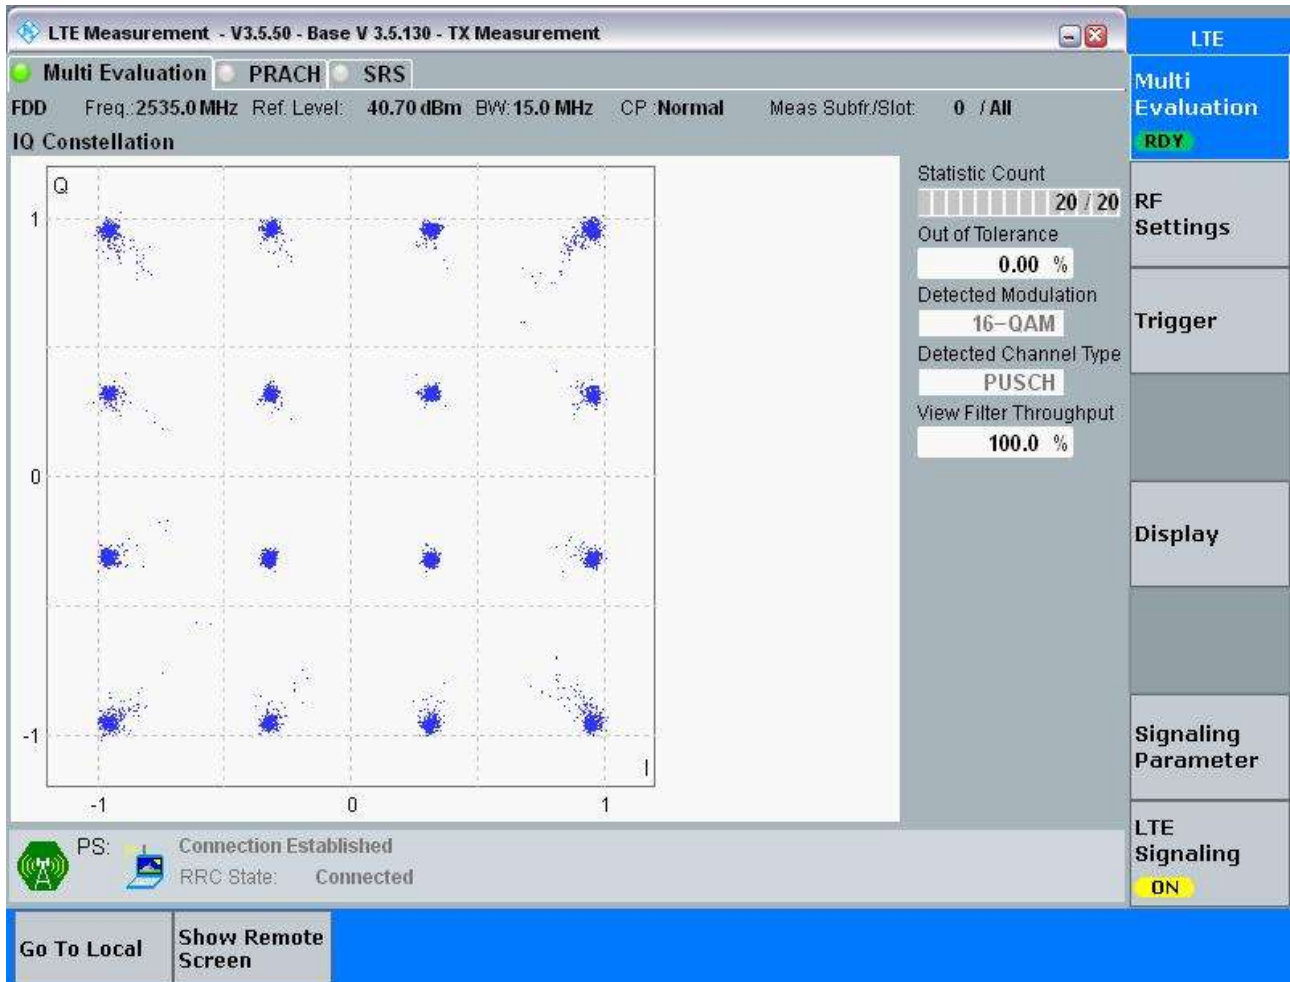 LTE Measurement - V3.5.50 - Base V 3.5.130 - TX Measurement
LTE
Multi Evaluation PRACH SRS
FDD Freq.:2535.0 MHz Ref. Level: 40.70 dBm BW:15.0 MHz CP :Normal Meas Subfr./Slot: 0 / All
IQ Constellation
Q
1
0
-1
I
-1 0 1
Statistic Count
20 / 20
Out of Tolerance
0.00 %
Detected Modulation
16-QAM
Detected Channel Type
PUSCH
View Filter Throughput
100.0 %
Multi
Evaluation
RDY
RF
Settings
Trigger
Display
Signaling
Parameter
LTE
Signaling
ON
PS: Connection Established
RRC State: Connected
Go To Local
Show Remote
Screen